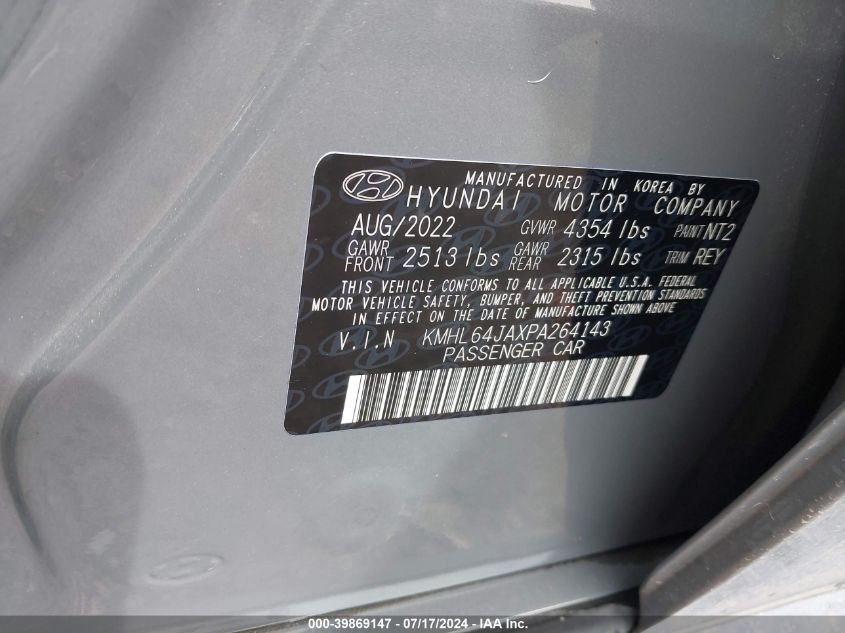 MANUFACTURED IN KOREA BY
HYUNDAI MOTOR COMPANY
AUG/2022 GVWR 4354 lbs PAINT NT2
GAWR FRONT 2513 lbs GAWR REAR 2315 lbs TRIM REY
THIS VEHICLE CONFORMS TO ALL APPLICABLE U.S.A. FEDERAL
MOTOR VEHICLE SAFETY, BUMPER, AND THEFT PREVENTION STANDARDS
IN EFFECT ON THE DATE OF MANUFACTURE SHOWN ABOVE
V.I.N KMHL64JAXPA264143
PASSENGER CAR
000-39869147 - 07/17/2024 - IAA Inc.